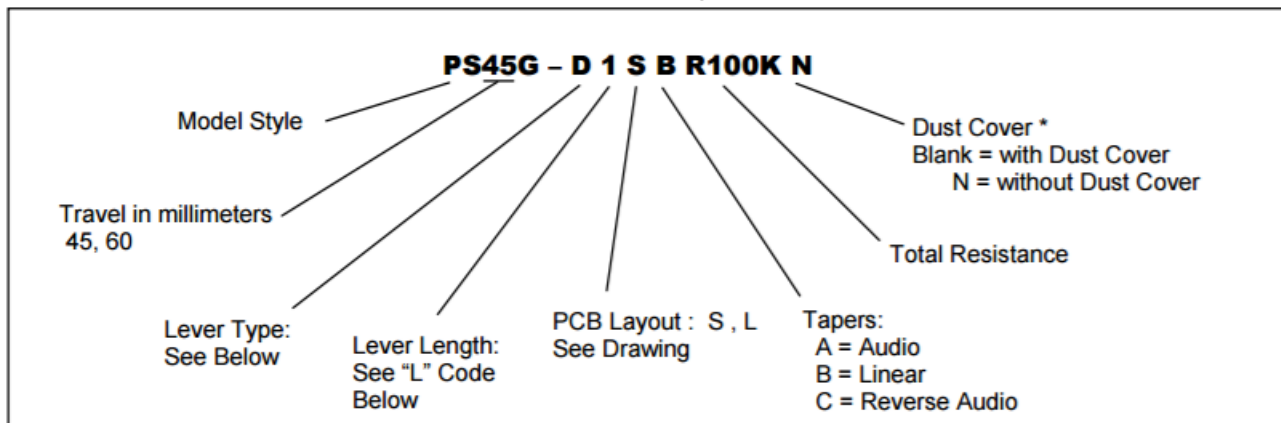 PS45G – D 1 S B R100K N
Model Style
Dust Cover *
Blank = with Dust Cover
N = without Dust Cover
Travel in millimeters
45, 60
Total Resistance
Lever Type:
See Below
Lever Length:
See “L” Code
Below
PCB Layout : S , L
See Drawing
Tapers:
A = Audio
B = Linear
C = Reverse Audio